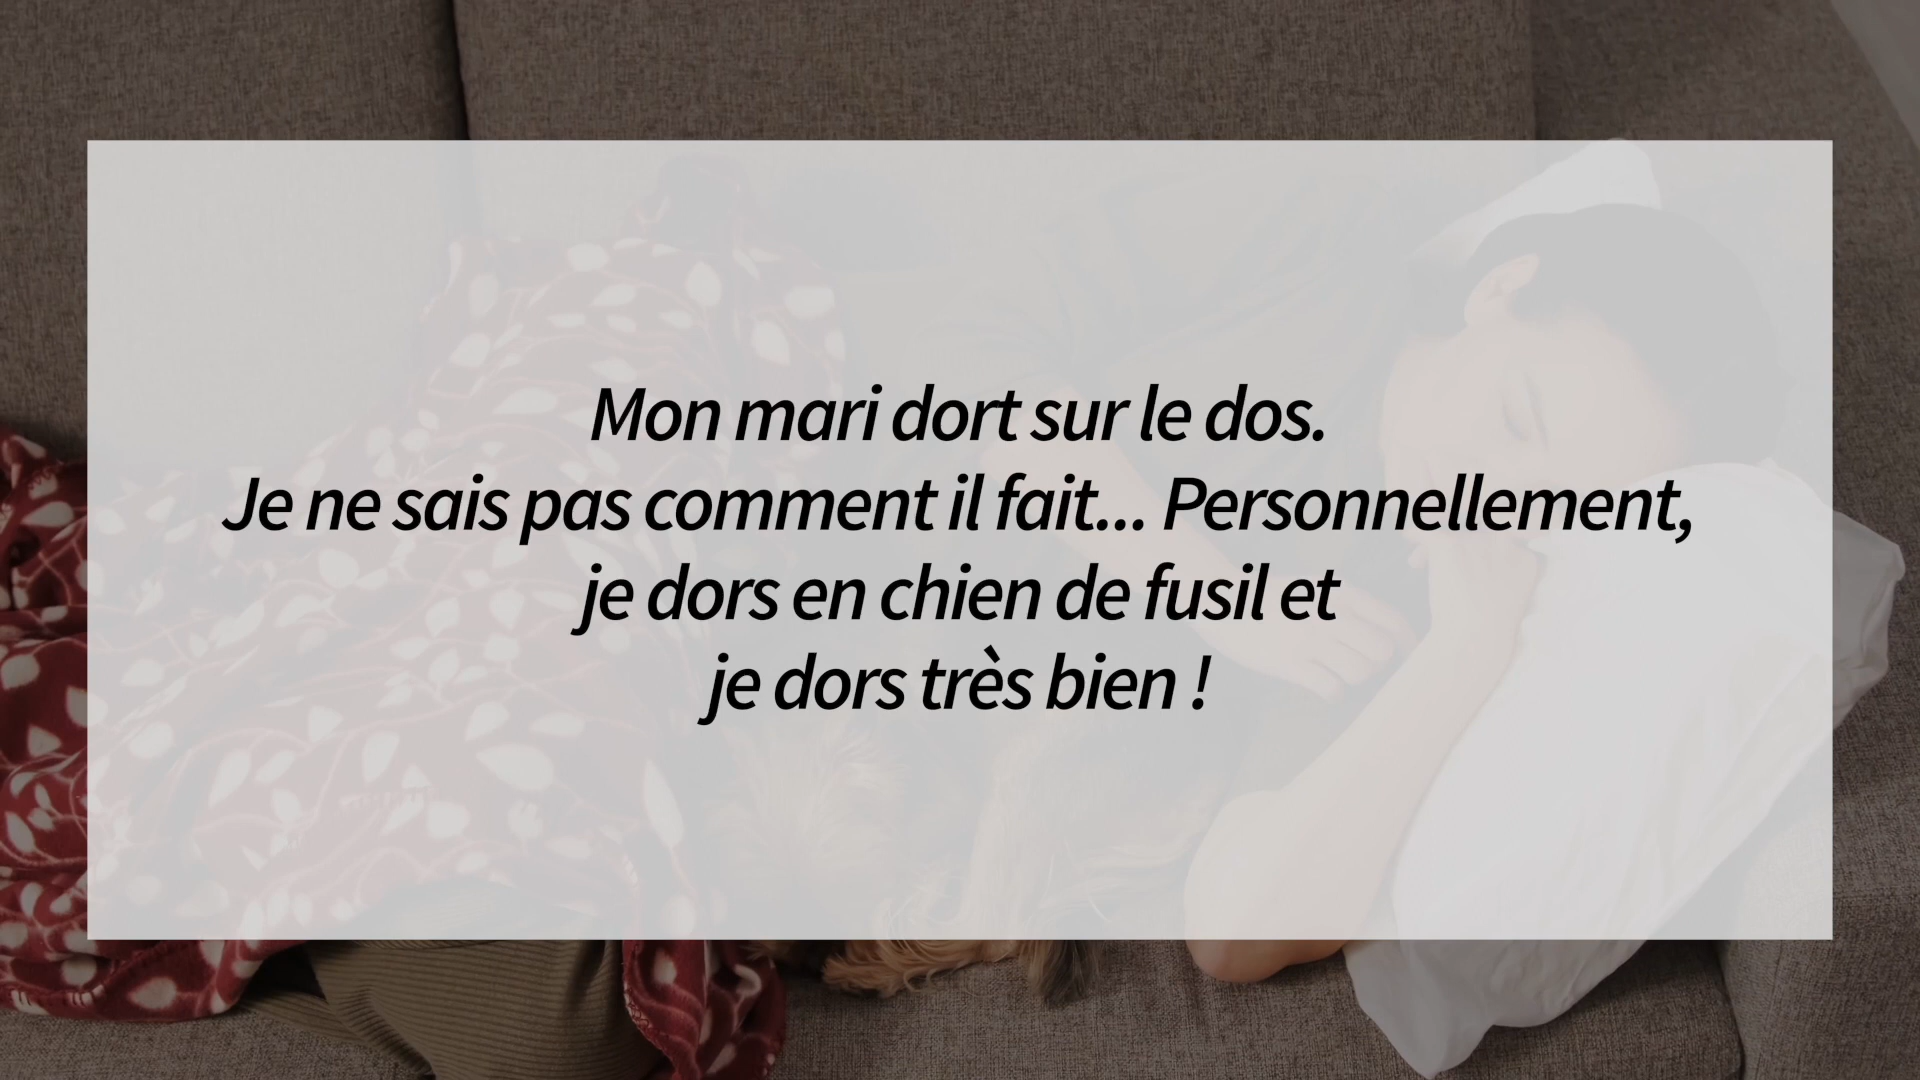 Mon mari dort sur le dos.
Je ne sais pas comment il fait... Personnellement,
je dors en chien de fusil et
je dors très bien !